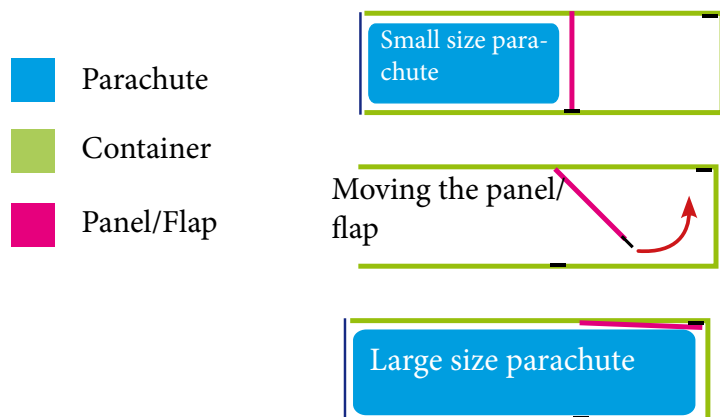 Parachute
Container
Panel/Flap
Small size para-
chute
Moving the panel/
flap
Large size parachute